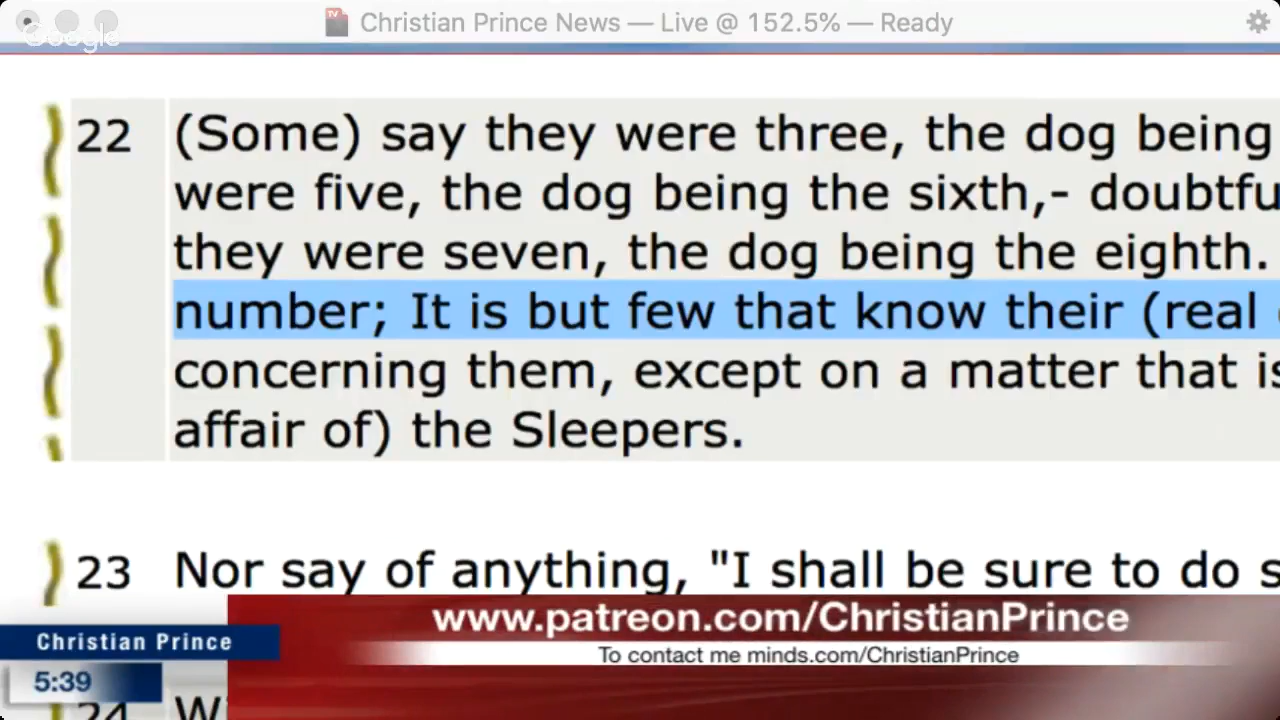 Christian Prince News — Live @ 152.5% — Ready
Google
22 (Some) say they were three, the dog being
were five, the dog being the sixth,- doubtfu
they were seven, the dog being the eighth.
number; It is but few that know their (real
concerning them, except on a matter that is
affair of) the Sleepers.
23 Nor say of anything, "I shall be sure to do s
www.patreon.com/ChristianPrince
Christian Prince
To contact me minds.com/ChristianPrince
5:39
24 Wi